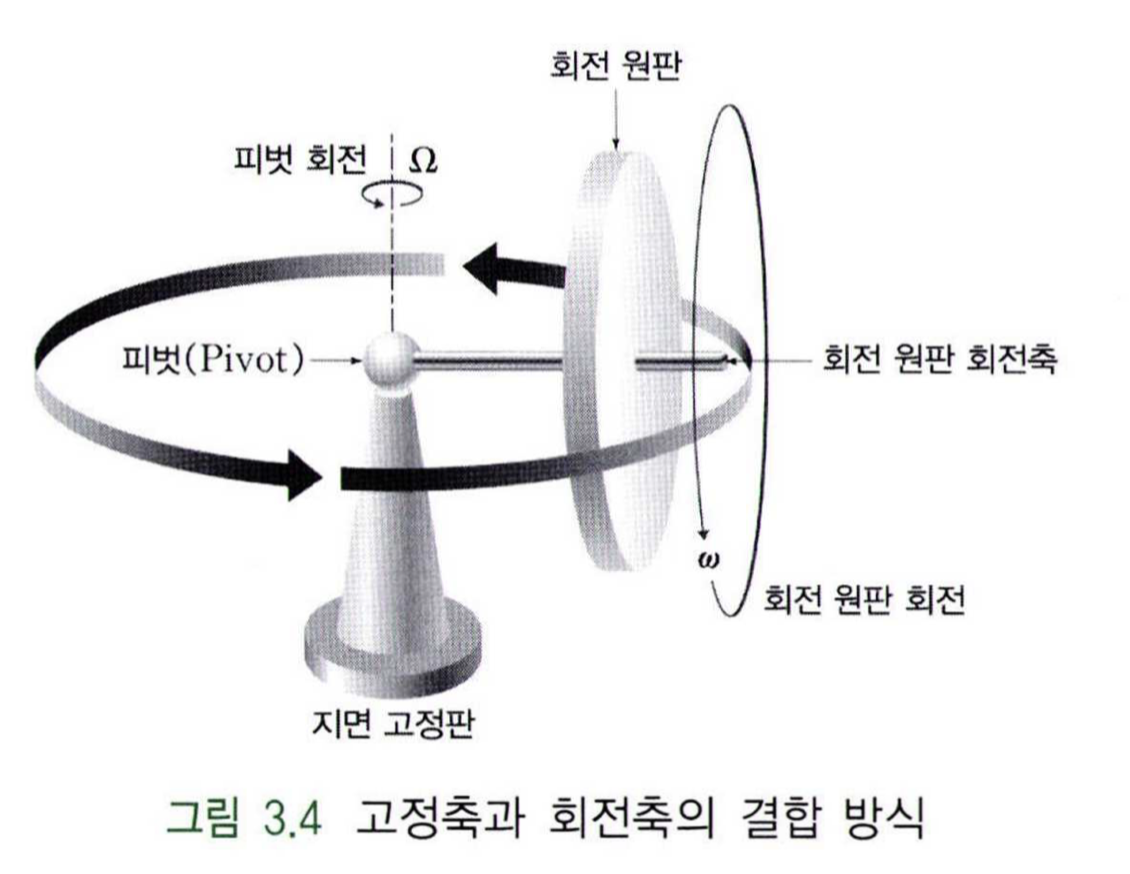 회전 원판
피벗 회전 Ω
피벗(Pivot)
회전 원판 회전축
ω
회전 원판 회전
지면 고정판
그림 3.4 고정축과 회전축의 결합 방식